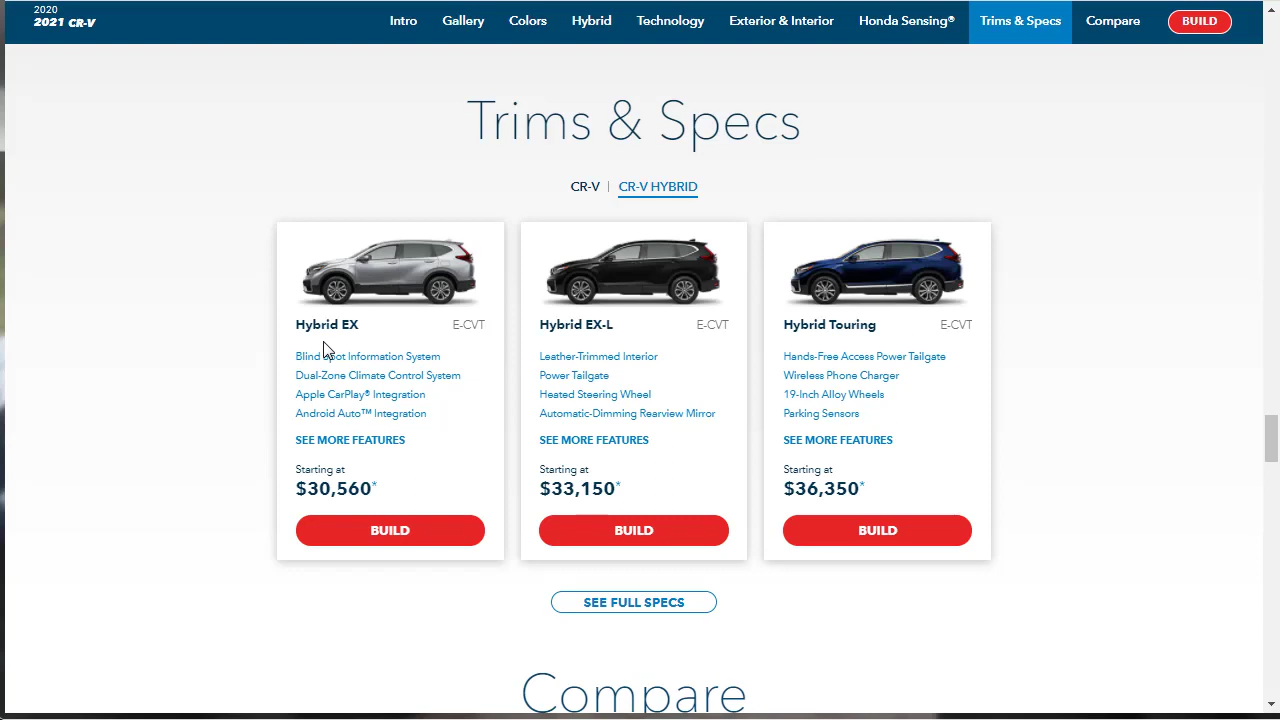 2020
2021 CR-V
Intro
Gallery
Colors
Hybrid
Technology
Exterior & Interior
Honda Sensing®
Trims & Specs
Compare
BUILD
Trims & Specs
CR-V | CR-V HYBRID
Hybrid EX E-CVT
Blind Spot Information System
Dual-Zone Climate Control System
Apple CarPlay® Integration
Android Auto™ Integration
SEE MORE FEATURES
Starting at
$30,560*
BUILD
Hybrid EX-L E-CVT
Leather-Trimmed Interior
Power Tailgate
Heated Steering Wheel
Automatic-Dimming Rearview Mirror
SEE MORE FEATURES
Starting at
$33,150*
BUILD
Hybrid Touring E-CVT
Hands-Free Access Power Tailgate
Wireless Phone Charger
19-Inch Alloy Wheels
Parking Sensors
SEE MORE FEATURES
Starting at
$36,350*
BUILD
SEE FULL SPECS
Compare